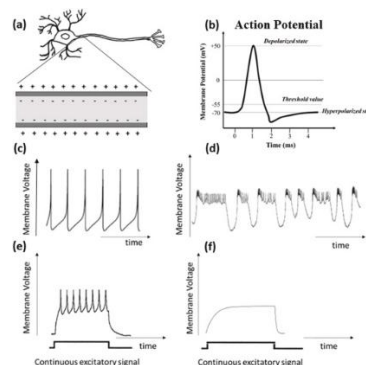 (a)
(b) Action Potential
Depolarized state
+50
0
-55
-70
Membrane Potential (mV)
Threshold value
Hyperpolarized st
0 1 2 3 4 5
Time (ms)
(c)
Membrane Voltage
time
(d)
Membrane Voltage
time
(e)
Membrane Voltage
time
Continuous excitatory signal
(f)
Membrane Voltage
time
Continuous excitatory signal